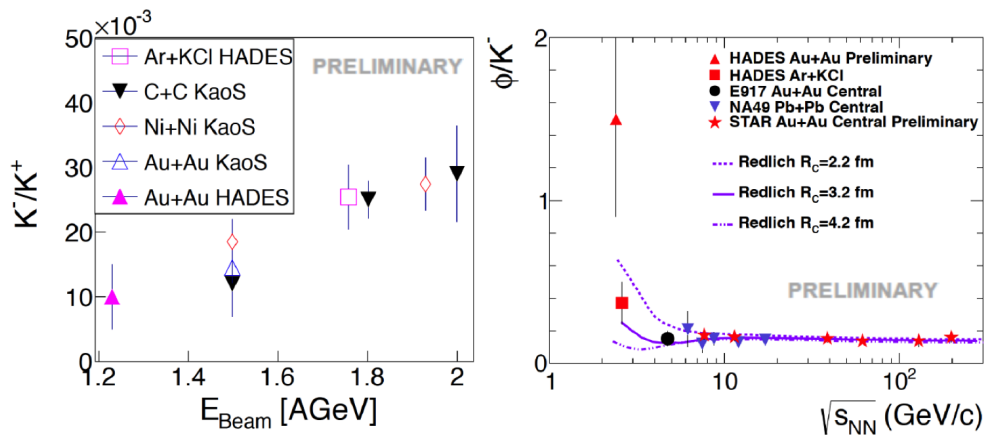 ×10⁻³
50
40
30
20
10
0
K⁻/K⁺
Ar+KCl HADES
C+C KaoS
Ni+Ni KaoS
Au+Au KaoS
Au+Au HADES
PRELIMINARY
1.2 1.4 1.6 1.8 2
E_Beam [AGeV]
2
1
0
ϕ/K⁻
HADES Au+Au Preliminary
HADES Ar+KCl
E917 Au+Au Central
NA49 Pb+Pb Central
STAR Au+Au Central Preliminary
Redlich R_C=2.2 fm
Redlich R_C=3.2 fm
Redlich R_C=4.2 fm
PRELIMINARY
1 10 10²
√s_NN (GeV/c)